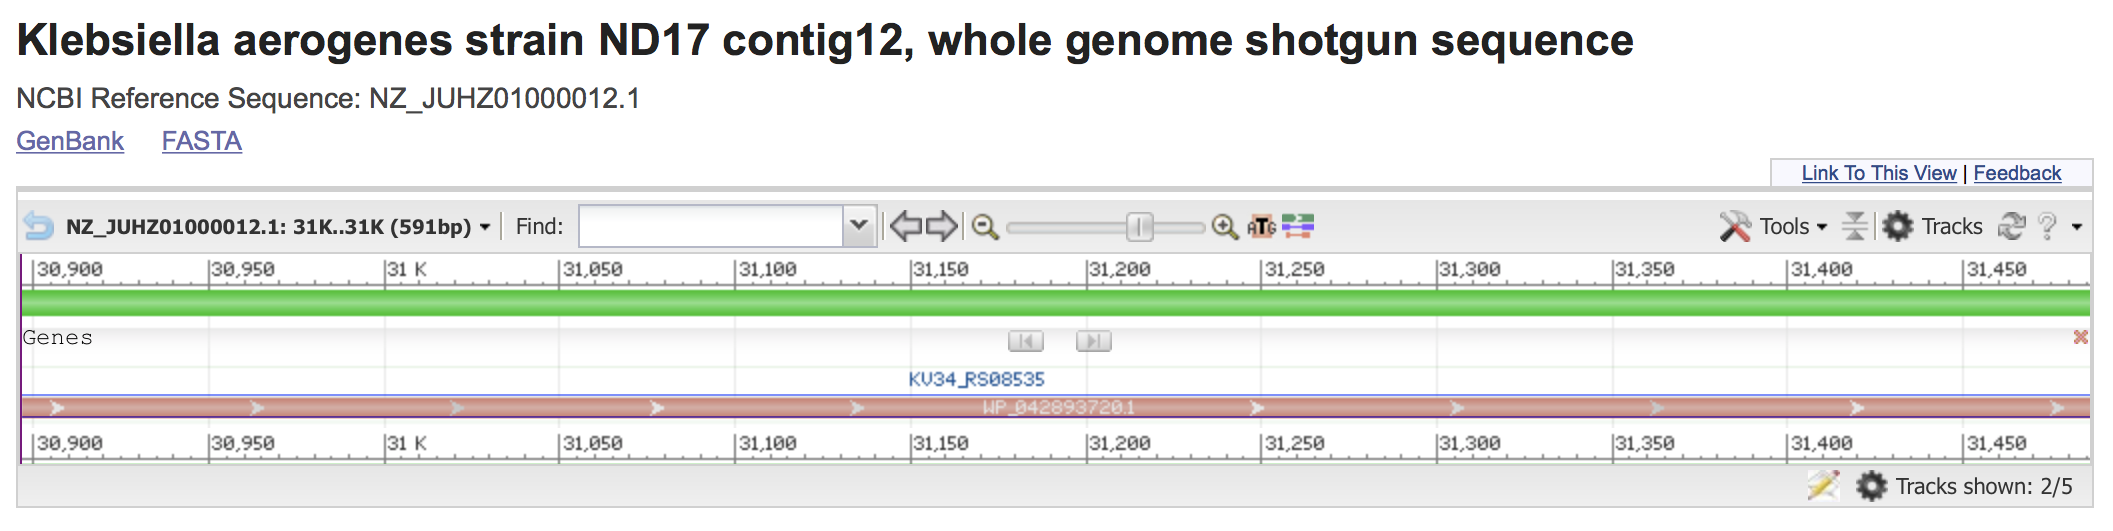 Klebsiella aerogenes strain ND17 contig12, whole genome shotgun sequence
NCBI Reference Sequence: NZ_JUHZ01000012.1
GenBank FASTA
Link To This View | Feedback
NZ_JUHZ01000012.1: 31K..31K (591bp) Find: ATG Tools Tracks ?
30,900 30,950 31 K 31,050 31,100 31,150 31,200 31,250 31,300 31,350 31,400 31,450
Genes
KV34_RS08535
WP_042893720.1
30,900 30,950 31 K 31,050 31,100 31,150 31,200 31,250 31,300 31,350 31,400 31,450
Tracks shown: 2/5